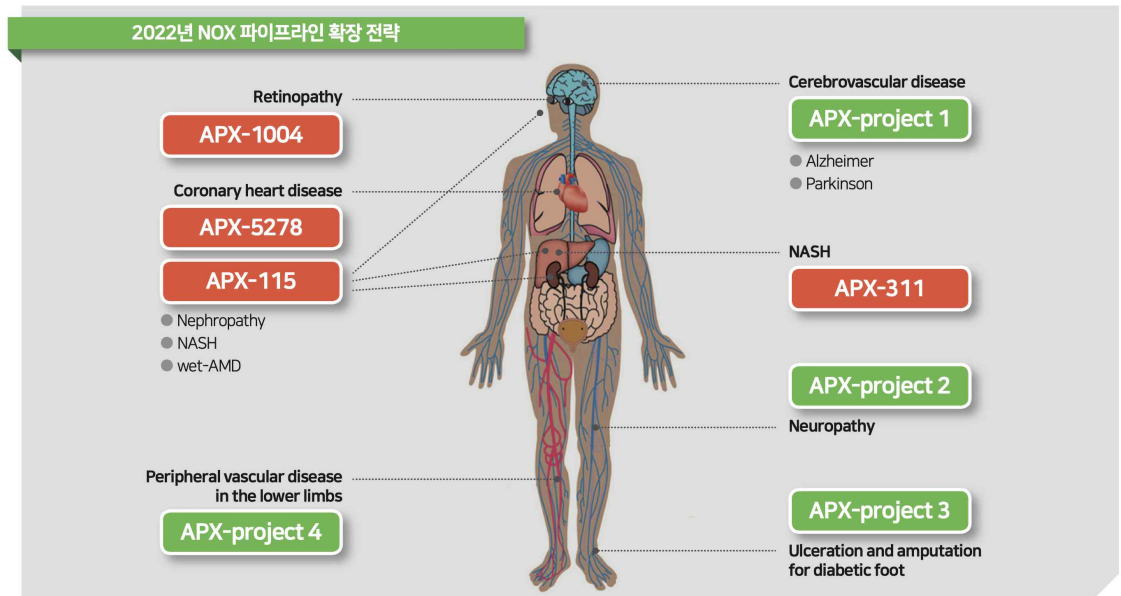 2022년 NOX 파이프라인 확장 전략
Retinopathy
APX-1004
Coronary heart disease
APX-5278
APX-115
Nephropathy
NASH
wet-AMD
Peripheral vascular disease
in the lower limbs
APX-project 4
Cerebrovascular disease
APX-project 1
Alzheimer
Parkinson
NASH
APX-311
APX-project 2
Neuropathy
APX-project 3
Ulceration and amputation
for diabetic foot